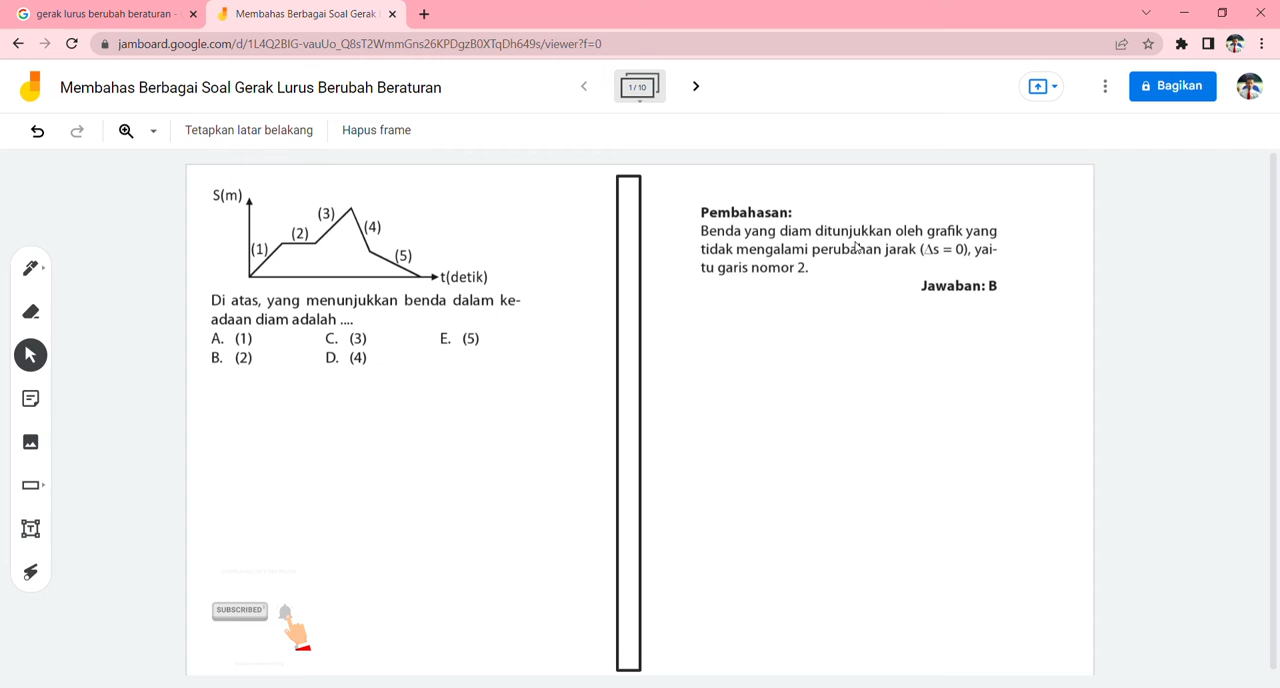 gerak lurus berubah beraturan -
Membahas Berbagai Soal Gerak
jamboard.google.com/d/1L4Q2BIG-vauUo_Q8sT2WmmGns26KPDgzB0XTqDh649s/viewer?f=0
Membahas Berbagai Soal Gerak Lurus Berubah Beraturan
1/10
Bagikan
Tetapkan latar belakang
Hapus frame
S(m)
(1)
(2)
(3)
(4)
(5)
t(detik)
Di atas, yang menunjukkan benda dalam ke-
adaan diam adalah ....
A. (1) C. (3) E. (5)
B. (2) D. (4)
SUBSCRIBED
Pembahasan:
Benda yang diam ditunjukkan oleh grafik yang
tidak mengalami perubahan jarak (Δs = 0), yai-
tu garis nomor 2.
Jawaban: B